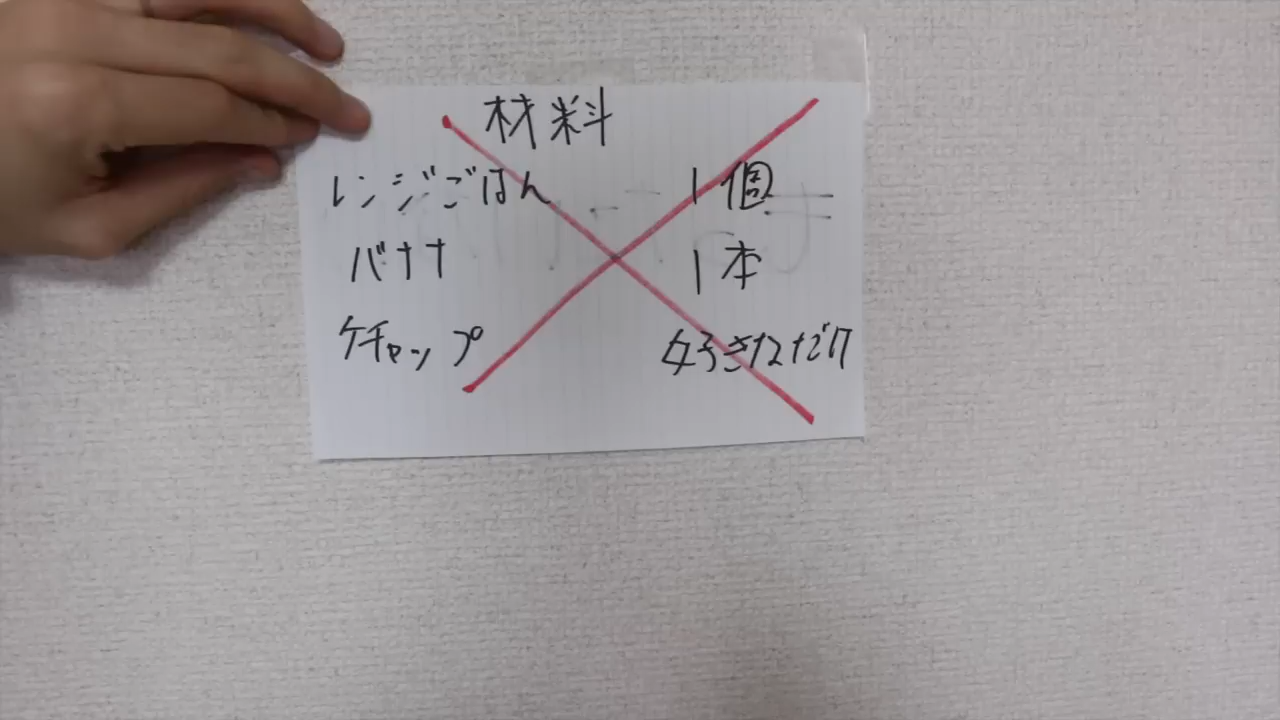 材料
レンジごはん 1個
バナナ 1本
ケチャップ 好きなだけ